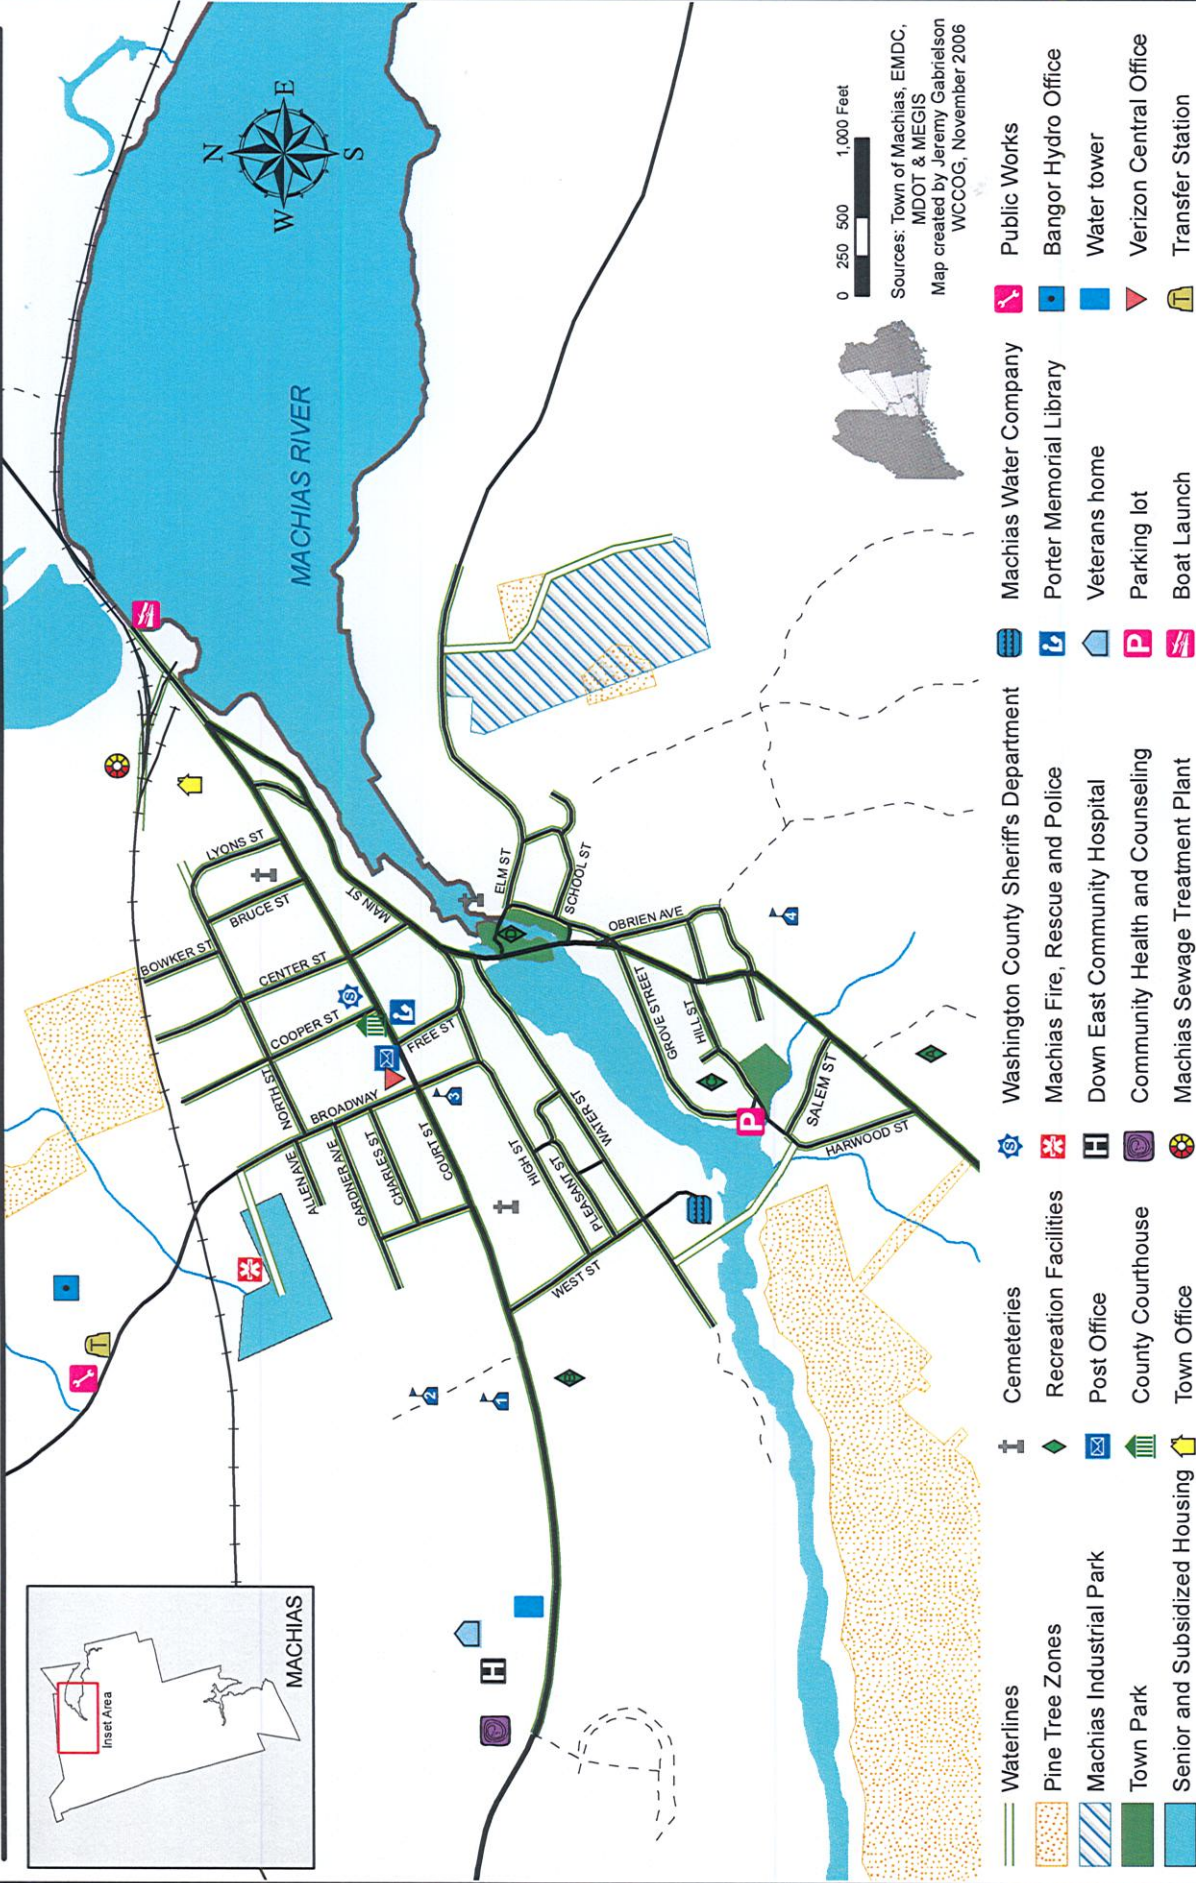 MACHIAS
Inset Area
N
W
E
S
MACHIAS RIVER
LYONS ST
BRUCE ST
BOWKER ST
CENTER ST
MAIN ST
COOPER ST
NORTH ST
BROADWAY
FREE ST
ALLEN AVE
GARDNER AVE
CHARLES ST
COURT ST
HIGH ST
PLEASANT ST
WATER ST
WEST ST
ELM ST
SCHOOL ST
OBRIEN AVE
GROVE STREET
HILL ST
SALEM ST
HARWOOD ST
S
3
2
1
4
H
T
P
0 250 500 1,000 Feet
Sources: Town of Machias, EMDC,
MDOT & MEGIS
Map created by Jeremy Gabrielson
WCCOG, November 2006
Waterlines
Pine Tree Zones
Machias Industrial Park
Town Park
Senior and Subsidized Housing
Cemeteries
Recreation Facilities
Post Office
County Courthouse
Town Office
S Washington County Sheriff's Department
Machias Fire, Rescue and Police
H Down East Community Hospital
Community Health and Counseling
Machias Sewage Treatment Plant
Machias Water Company
Porter Memorial Library
Veterans home
P Parking lot
Boat Launch
Public Works
Bangor Hydro Office
Water tower
Verizon Central Office
T Transfer Station